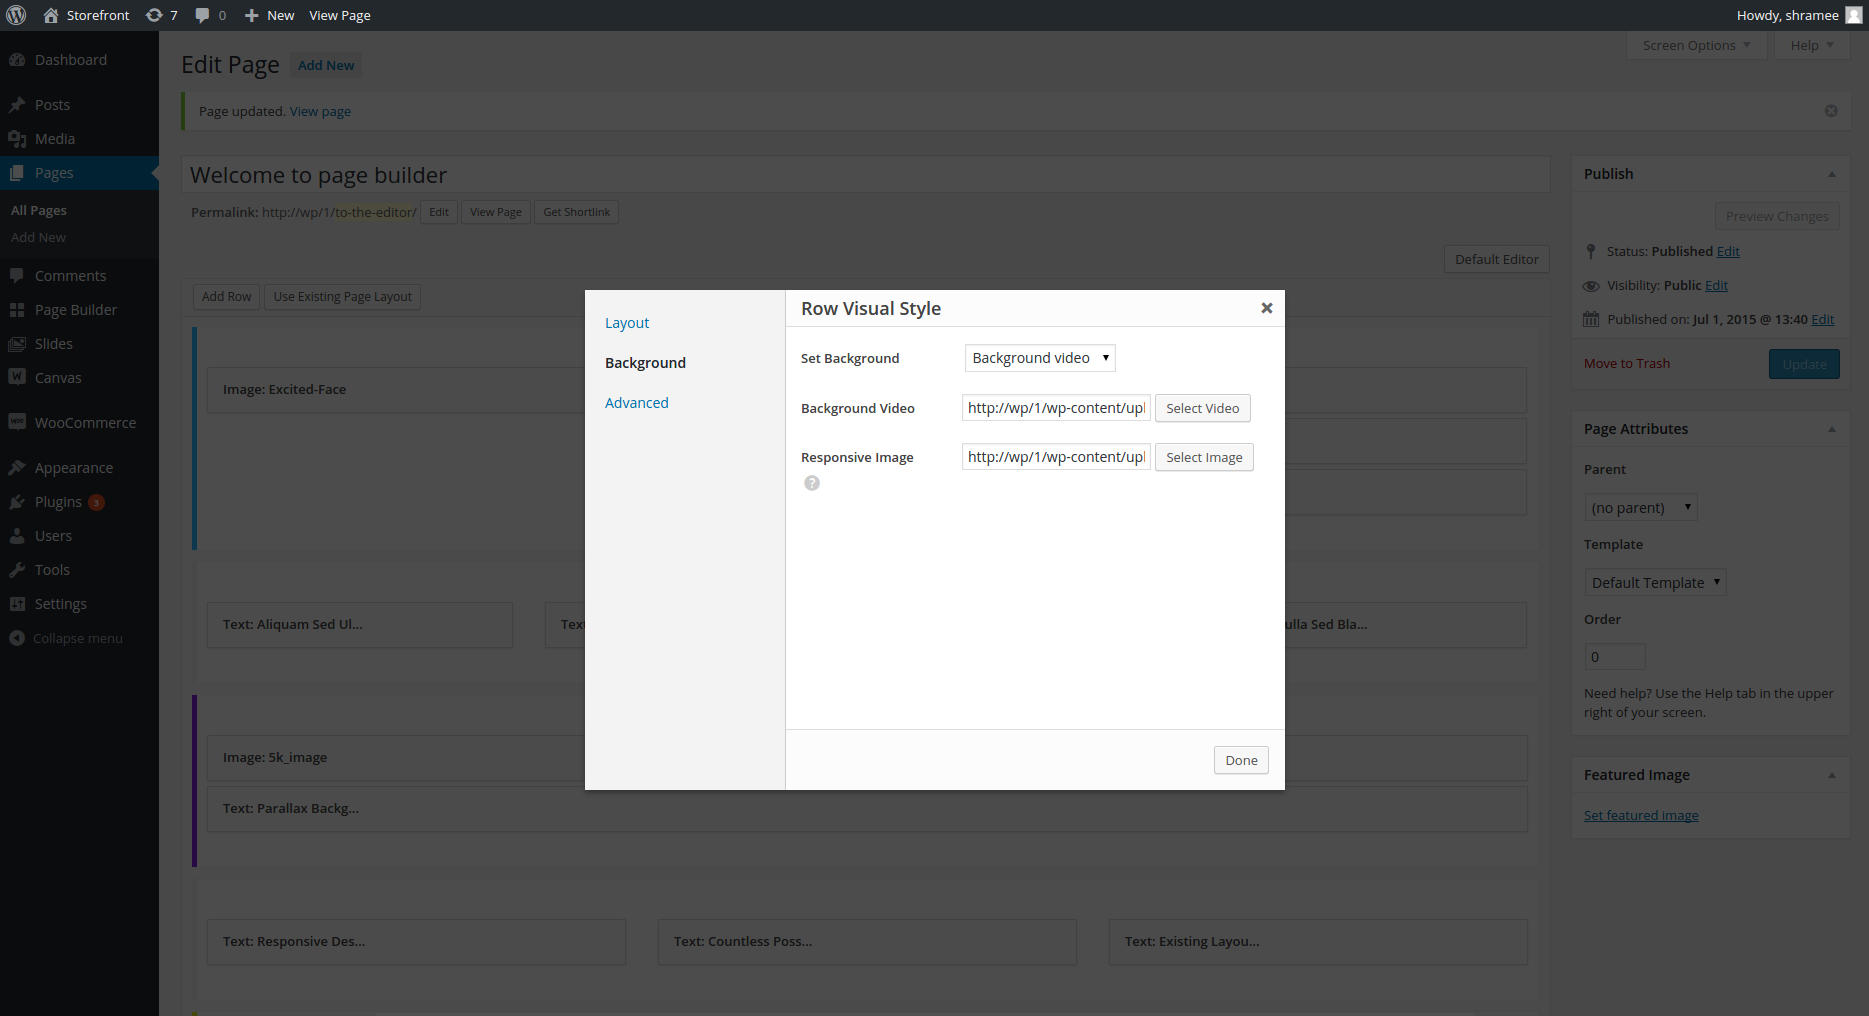 Storefront 7 0 New View Page Howdy, shramee
Dashboard
Posts
Media
Pages
All Pages
Add New
Comments
Page Builder
Slides
Canvas
WooCommerce
Appearance
Plugins 3
Users
Tools
Settings
Collapse menu
Screen Options Help
Edit Page Add New
Page updated. View page
Welcome to page builder
Permalink: http://wp/1/to-the-editor/ Edit View Page Get Shortlink
Default Editor
Add Row Use Existing Page Layout
Image: Excited-Face
Text: Aliquam Sed Ul... Text ulla Sed Bla...
Image: 5k_image
Text: Parallax Backg...
Text: Responsive Des... Text: Countless Poss... Text: Existing Layou...
Layout
Background
Advanced
Row Visual Style
Set Background Background video
Background Video http://wp/1/wp-content/upl Select Video
Responsive Image http://wp/1/wp-content/upl Select Image
?
Done
Publish
Preview Changes
Status: Published Edit
Visibility: Public Edit
Published on: Jul 1, 2015 @ 13:40 Edit
Move to Trash Update
Page Attributes
Parent
(no parent)
Template
Default Template
Order
0
Need help? Use the Help tab in the upper
right of your screen.
Featured Image
Set featured image